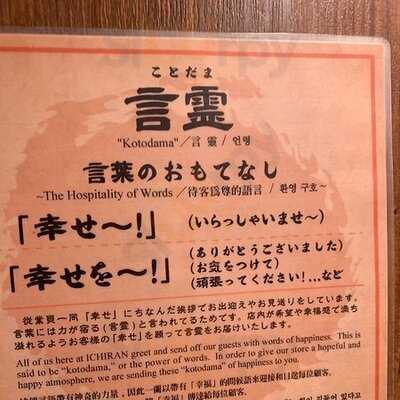 ことだま
言霊
"Kotodama"／言 靈 / 언령
言葉のおもてなし
~The Hospitality of Words ／待客爲尊的語言 / 환영 구호~
「幸せ〜!」 (いらっしゃいませ〜)
「幸せを〜!」 (ありがとうございました)
(お気をつけて)
(頑張ってください!...など
従業員一同「幸せ」にちなんだ挨拶でお出迎えやお見送りをしています。
言葉には力が宿る(言霊)と言われてるためです。店内が希望や幸福感で満ち
溢れるようお客様の「幸せ」を願って言霊をお届けいたします。
All of us here at ICHIRAN greet and send off our guests with words of happiness. This is
said to be "kotodama," or the power of words. In order to give our store a hopeful and
happy atmosphere, we are sending these "kotodama" of happiness to you.